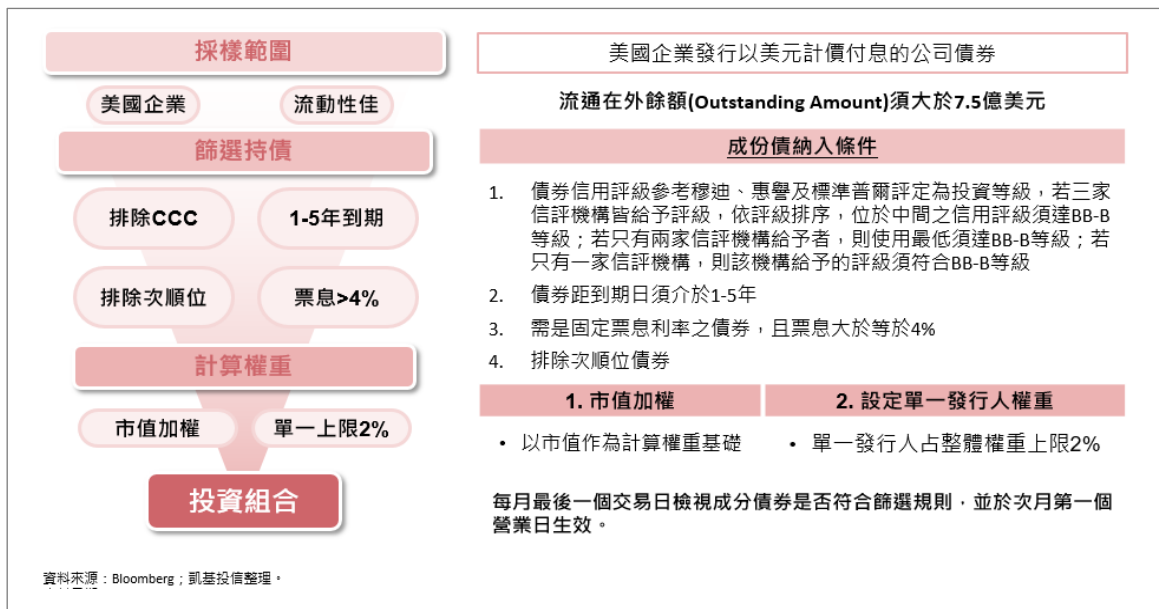 採樣範圍
美國企業
流動性佳
篩選持債
排除CCC
1-5年到期
排除次順位
票息>4%
計算權重
市值加權
單一上限2%
投資組合
美國企業發行以美元計價付息的公司債券
流通在外餘額(Outstanding Amount)須大於7.5億美元
成份債納入條件
1. 債券信用評級參考穆迪、惠譽及標準普爾評定為投資等級，若三家
信評機構皆給予評級，依評級排序，位於中間之信用評級須達BB-B
等級；若只有兩家信評機構給予者，則使用最低須達BB-B等級；若
只有一家信評機構，則該機構給予的評級須符合BB-B等級
2. 債券距到期日須介於1-5年
3. 需是固定票息利率之債券，且票息大於等於4%
4. 排除次順位債券
1. 市值加權
2. 設定單一發行人權重
• 以市值作為計算權重基礎
• 單一發行人占整體權重上限2%
每月最後一個交易日檢視成分債券是否符合篩選規則，並於次月第一個
營業日生效。
資料來源：Bloomberg；凱基投信整理。